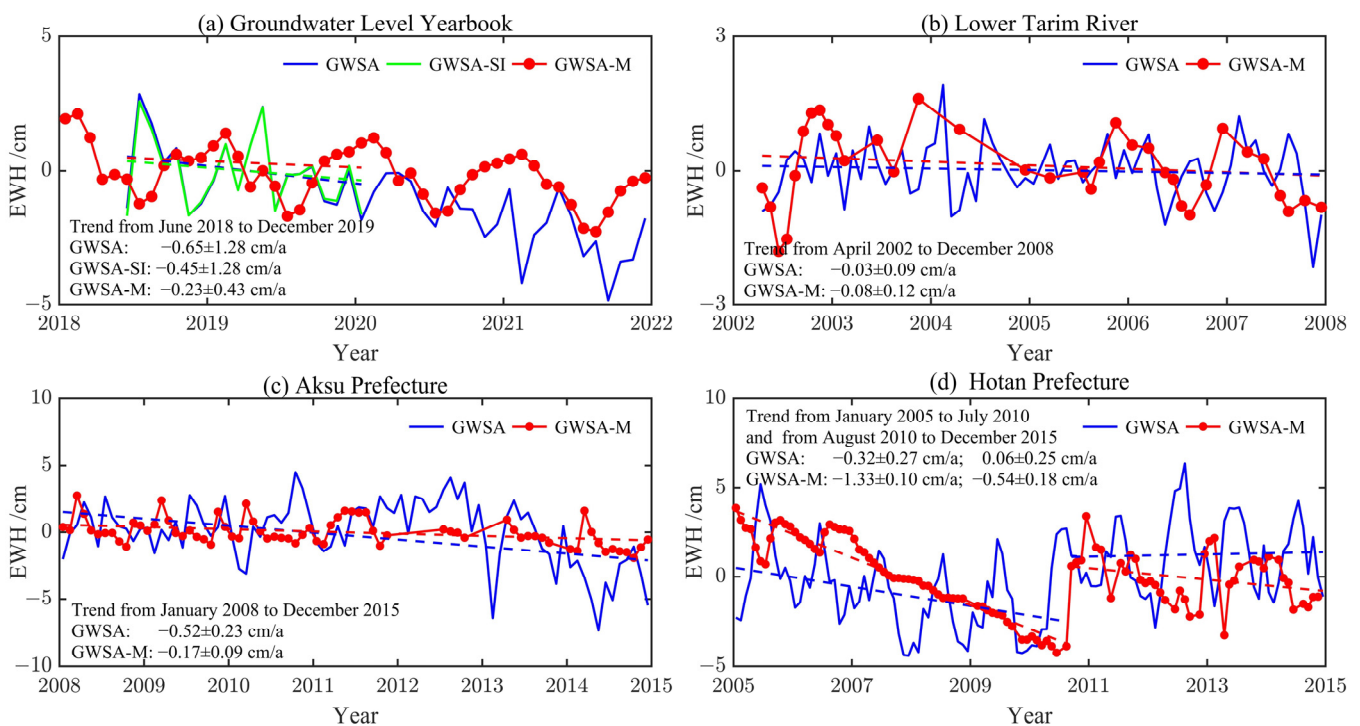 (a) Groundwater Level Yearbook
5
GWSA GWSA-SI GWSA-M
EWH /cm
0
Trend from June 2018 to December 2019
GWSA: −0.65±1.28 cm/a
GWSA-SI: −0.45±1.28 cm/a
GWSA-M: −0.23±0.43 cm/a
−5
2018 2019 2020 2021 2022
Year
(b) Lower Tarim River
3
GWSA GWSA-M
EWH /cm
0
Trend from April 2002 to December 2008
GWSA: −0.03±0.09 cm/a
GWSA-M: −0.08±0.12 cm/a
−3
2002 2003 2004 2005 2006 2007 2008
Year
(c) Aksu Prefecture
10
GWSA GWSA-M
5
EWH /cm
0
−5
Trend from January 2008 to December 2015
GWSA: −0.52±0.23 cm/a
GWSA-M: −0.17±0.09 cm/a
−10
2008 2009 2010 2011 2012 2013 2014 2015
Year
(d) Hotan Prefecture
10
Trend from January 2005 to July 2010
GWSA GWSA-M
and from August 2010 to December 2015
GWSA: −0.32±0.27 cm/a; 0.06±0.25 cm/a
GWSA-M: −1.33±0.10 cm/a; −0.54±0.18 cm/a
5
EWH /cm
0
−5
2005 2007 2009 2011 2013 2015
Year